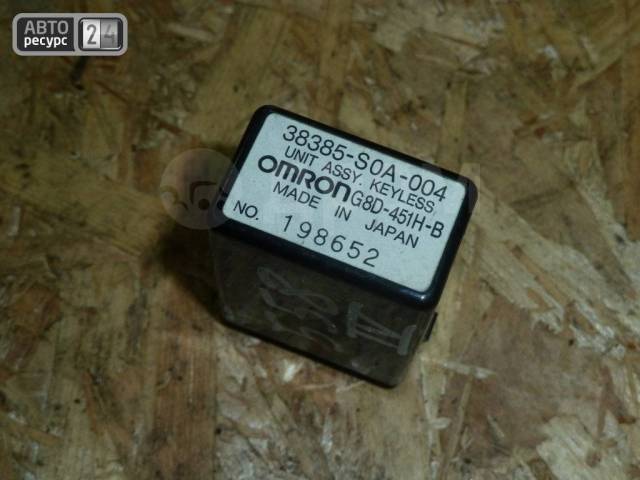 АВТО
ресурс 24
38385-S0A-004
UNIT ASSY. KEYLESS,
OMRON G8D-451H-B
MADE IN JAPAN
NO. 198652